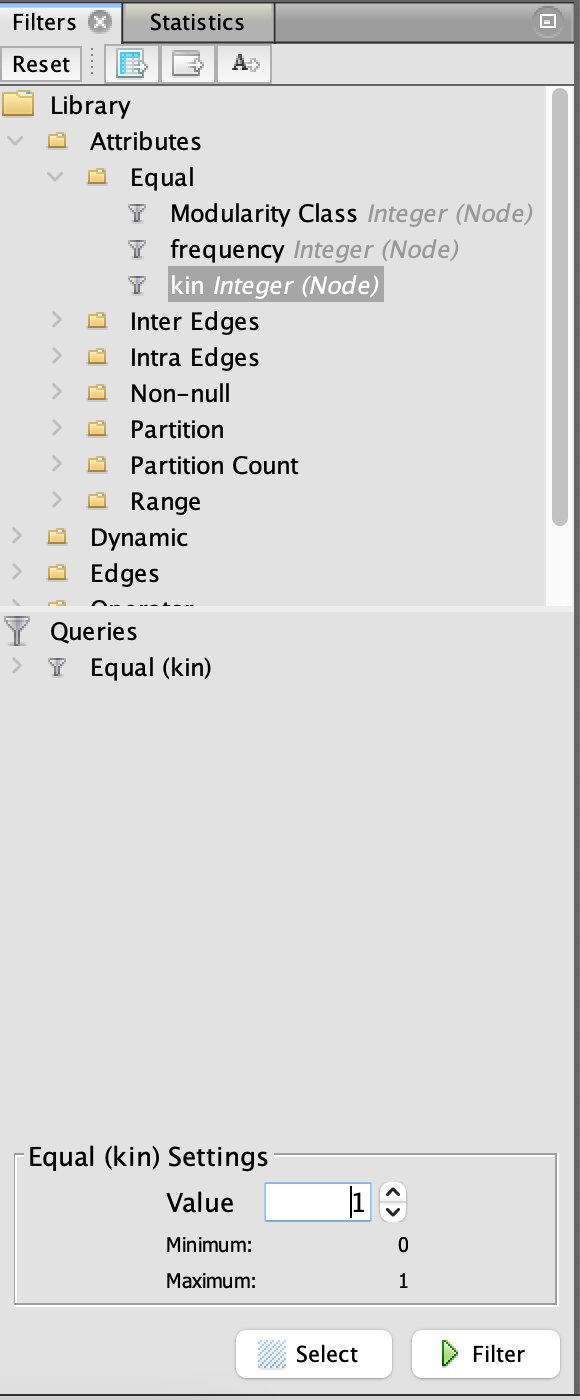 Filters Statistics
Reset A
Library
Attributes
Equal
Modularity Class Integer (Node)
frequency Integer (Node)
kin Integer (Node)
Inter Edges
Intra Edges
Non-null
Partition
Partition Count
Range
Dynamic
Edges
Operator
Queries
Equal (kin)
Equal (kin) Settings
Value 1
Minimum: 0
Maximum: 1
Select Filter